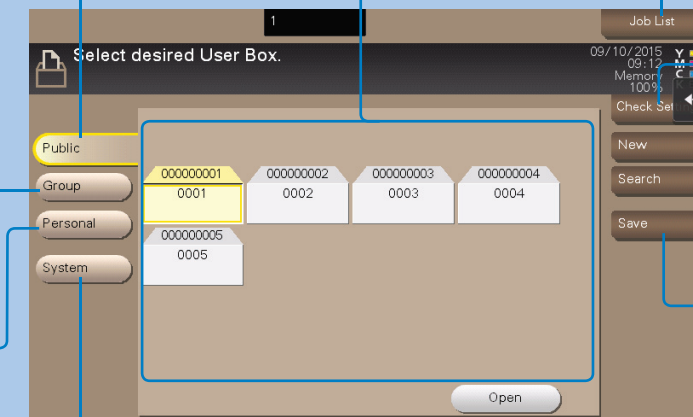 1
Job List
Select desired User Box.
09/10/2015
09:12
Memory
100%
Y
M
C
K
Check Set
Public
Group
Personal
System
000000001
0001
000000002
0002
000000003
0003
000000004
0004
000000005
0005
New
Search
Save
Open